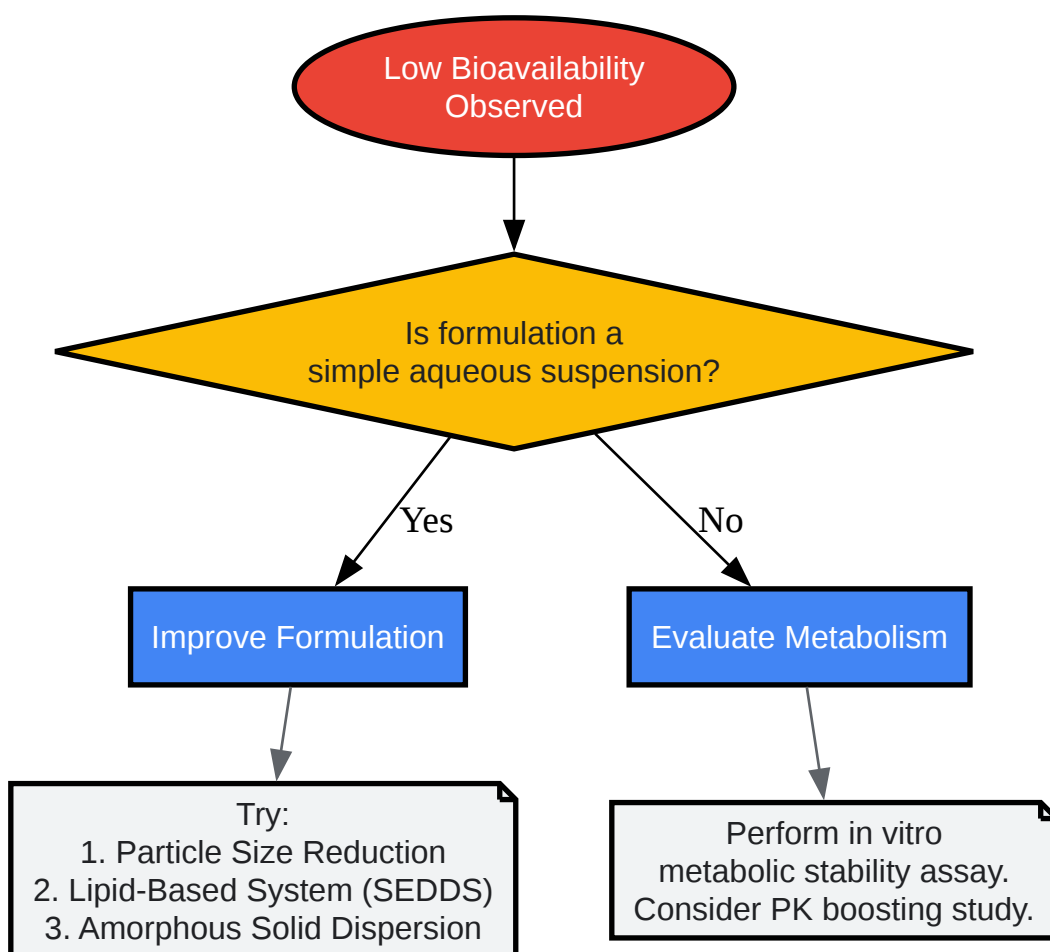 Low Bioavailability
Observed
Is formulation a
simple aqueous suspension?
Yes
No
Improve Formulation
Evaluate Metabolism
Try:
1. Particle Size Reduction
2. Lipid-Based System (SEDDS)
3. Amorphous Solid Dispersion
Perform in vitro
metabolic stability assay.
Consider PK boosting study.